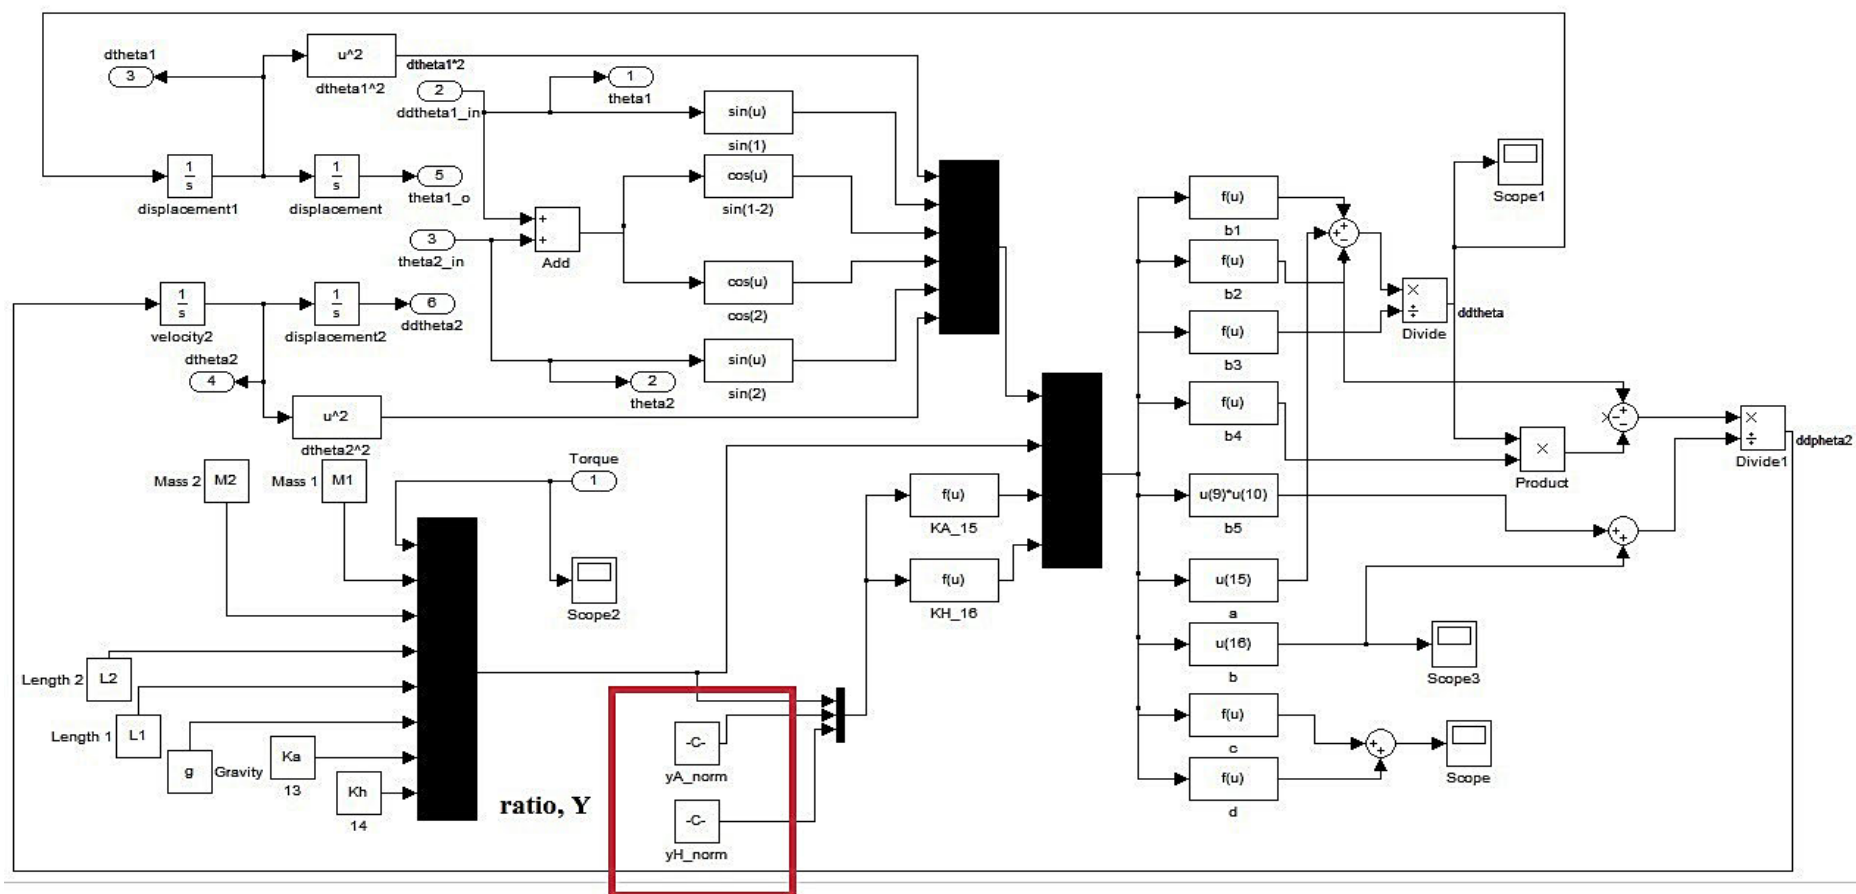 dtheta1
3
u^2
dtheta1^2
dtheta1*2
2
ddtheta1_in
1
theta1
sin(u)
sin(1)
1
s
displacement1
1
s
displacement
5
theta1_o
cos(u)
sin(1-2)
+
+
Add
3
theta2_in
cos(u)
cos(2)
1
s
velocity2
1
s
displacement2
6
ddtheta2
dtheta2
4
sin(u)
sin(2)
2
theta2
u^2
dtheta2^2
Mass 2
M2
Mass 1
M1
Torque
1
Scope2
Length 2
L2
Length 1
L1
g
Gravity
Ka
13
Kh
14
ratio, Y
-C-
yA_norm
-C-
yH_norm
f(u)
KA_15
f(u)
KH_16
f(u)
b1
f(u)
b2
f(u)
b3
f(u)
b4
u(9)*u(10)
b5
u(15)
a
u(16)
b
f(u)
c
f(u)
d
+
+
−
×
÷
Divide
ddtheta
Scope1
×
Product
×
+
−
×
÷
Divide1
ddpheta2
+
+
Scope3
+
+
Scope